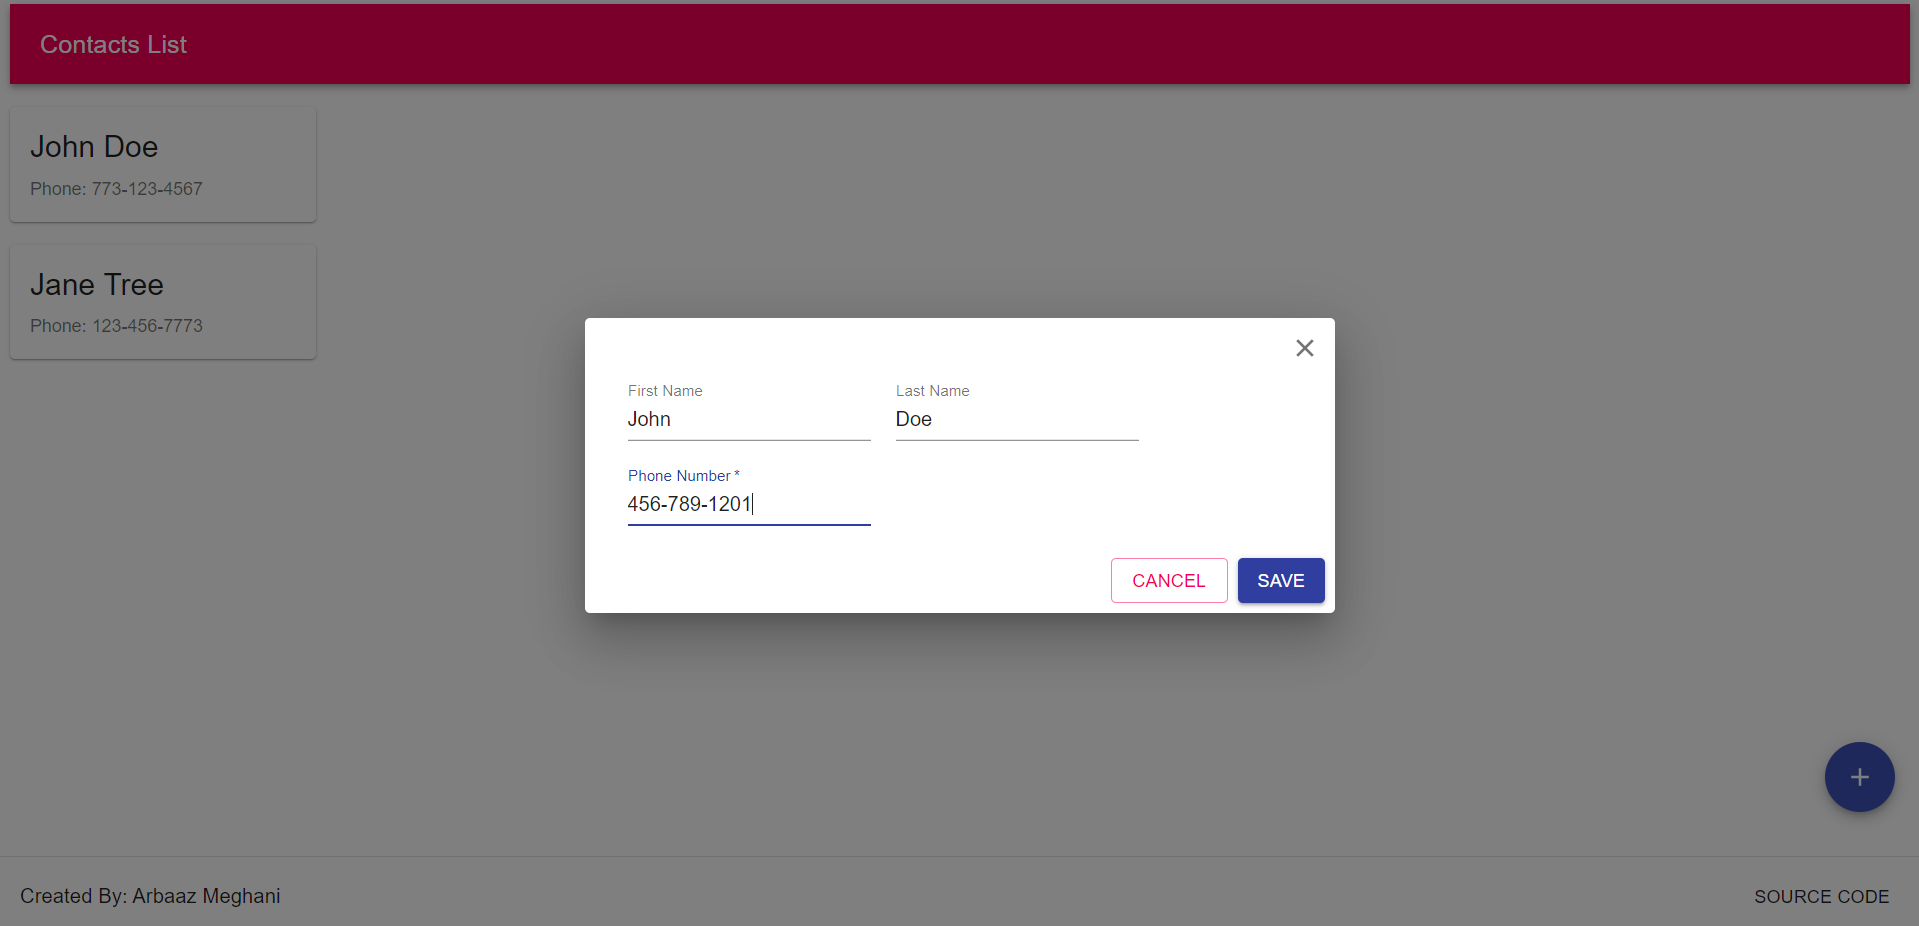 Contacts List
John Doe
Phone: 773-123-4567
Jane Tree
Phone: 123-456-7773
First Name
John
Last Name
Doe
Phone Number *
456-789-1201
CANCEL
SAVE
Created By: Arbaaz Meghani
SOURCE CODE